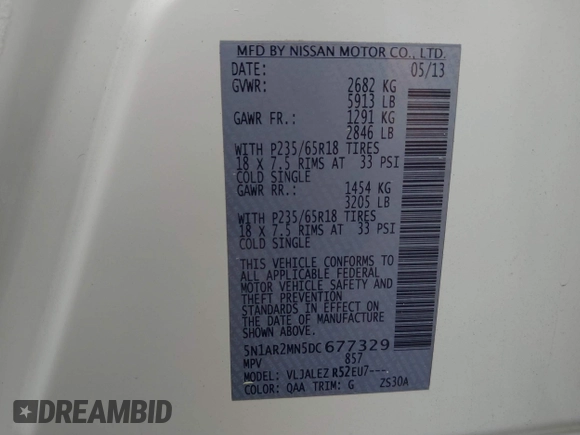 MFD BY NISSAN MOTOR CO., LTD.
DATE: 05/13
GVWR: 2682 KG
5913 LB
GAWR FR.: 1291 KG
2846 LB
WITH P235/65R18 TIRES
18 X 7.5 RIMS AT 33 PSI
COLD SINGLE
GAWR RR.: 1454 KG
3205 LB
WITH P235/65R18 TIRES
18 X 7.5 RIMS AT 33 PSI
COLD SINGLE
THIS VEHICLE CONFORMS TO
ALL APPLICABLE FEDERAL
MOTOR VEHICLE SAFETY AND
THEFT PREVENTION
STANDARDS IN EFFECT ON
THE DATE OF MANUFACTURE
SHOWN ABOVE.
5N1AR2MN5DC677329
MPV 857
MODEL: VLJALEZ R52EU7----
COLOR: QAA TRIM: G ZS30A
DREAMBID
DREAMBID